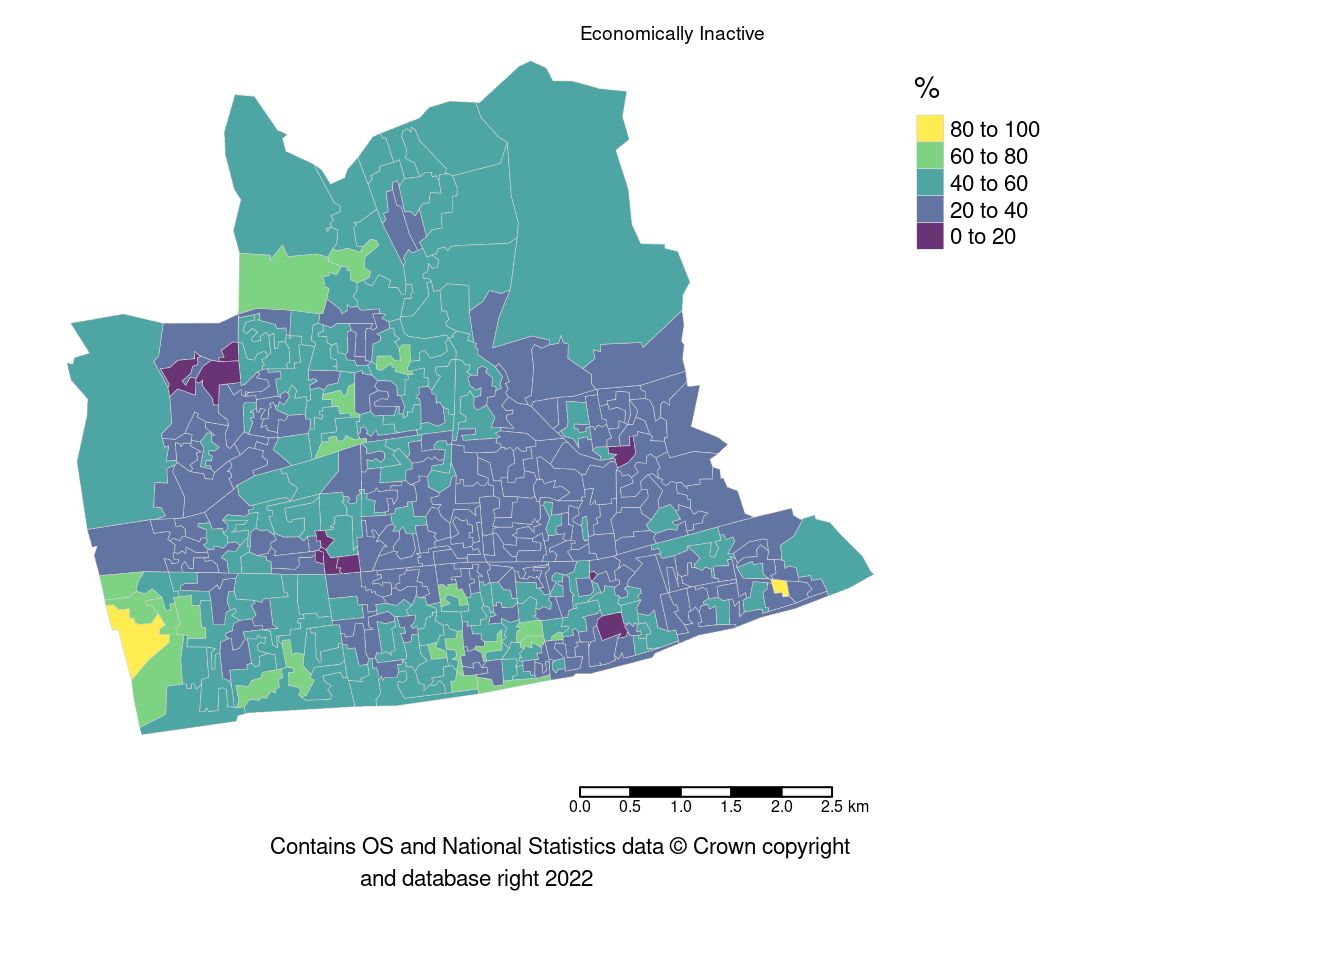 Economically Inactive
%
80 to 100
60 to 80
40 to 60
20 to 40
0 to 20
0.0 0.5 1.0 1.5 2.0 2.5 km
Contains OS and National Statistics data © Crown copyright
and database right 2022